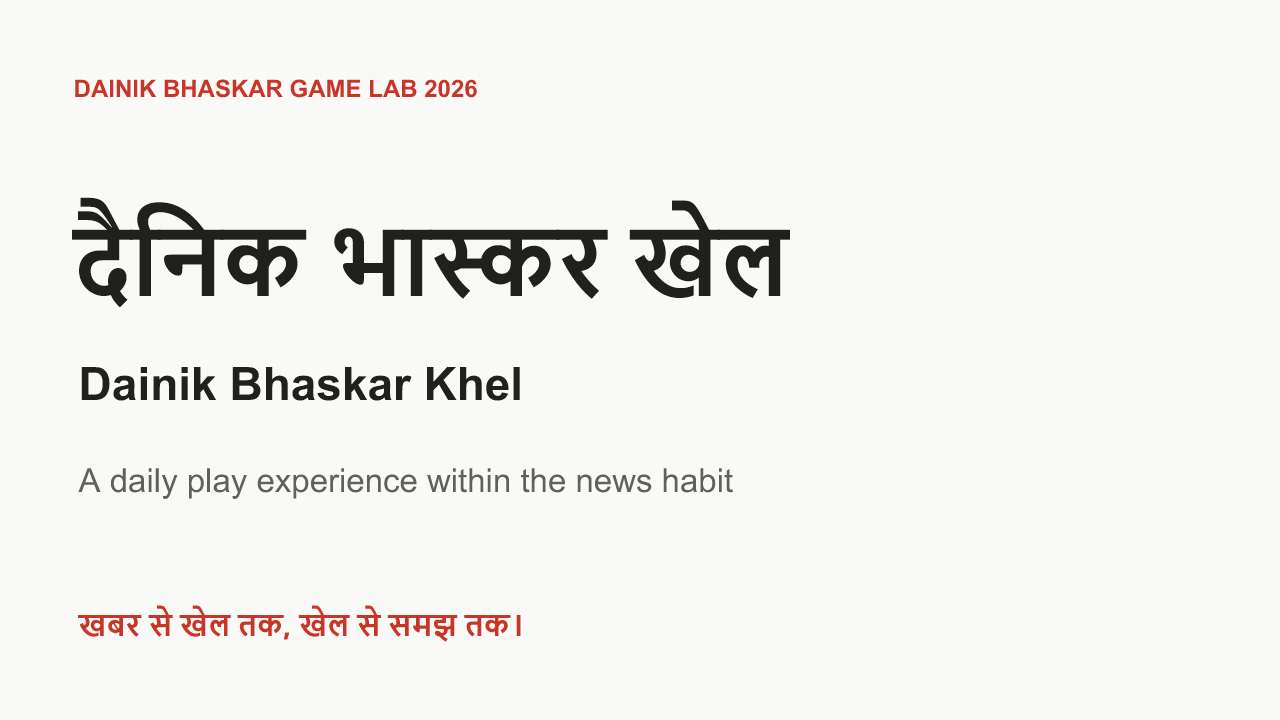 DAINIK BHASKAR GAME LAB 2026
दैनिक भास्कर खेल
Dainik Bhaskar Khel
A daily play experience within the news habit
खबर से खेल तक, खेल से समझ तक।